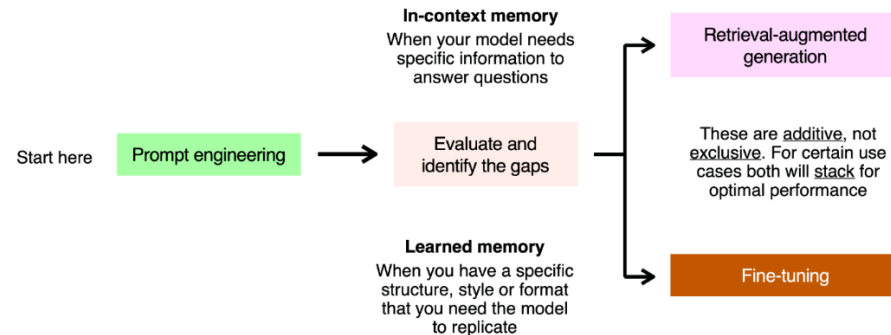 In-context memory
When your model needs
specific information to
answer questions
Retrieval-augmented
generation
Start here
Prompt engineering
Evaluate and
identify the gaps
These are additive, not
exclusive. For certain use
cases both will stack for
optimal performance
Learned memory
When you have a specific
structure, style or format
that you need the model
to replicate
Fine-tuning